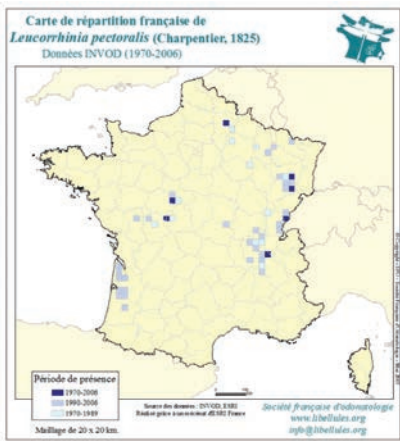 Carte de répartition française de
Leucorrhinia pectoralis (Charpentier, 1825)
Données INVOD (1970-2006)
Période de présence
1970-2006
1990-2006
1970-1989
Maillage de 20 x 20 km.
Source des données : INVOD,
Société française d'odonatologie
www.libellules.org
info@libellules.org